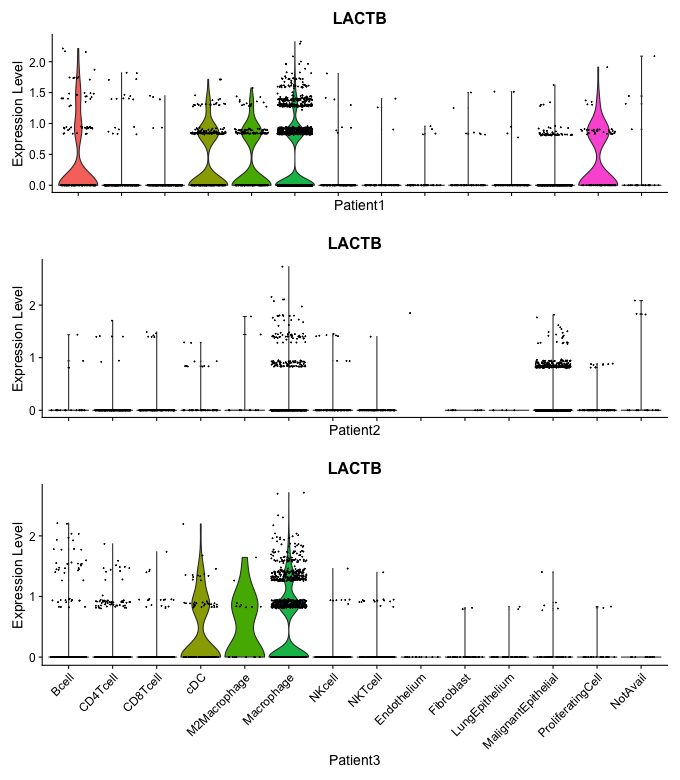 LACTB
Expression Level
2.0
1.5
1.0
0.5
0.0
Patient1
LACTB
Expression Level
2
1
0
Patient2
LACTB
Expression Level
2
1
0
Bcell
CD4Tcell
CD8Tcell
cDC
M2Macrophage
Macrophage
NKcell
NKTcell
Endothelium
Fibroblast
LungEpithelium
MalignantEpithelial
ProliferatingCell
NotAvail
Patient3